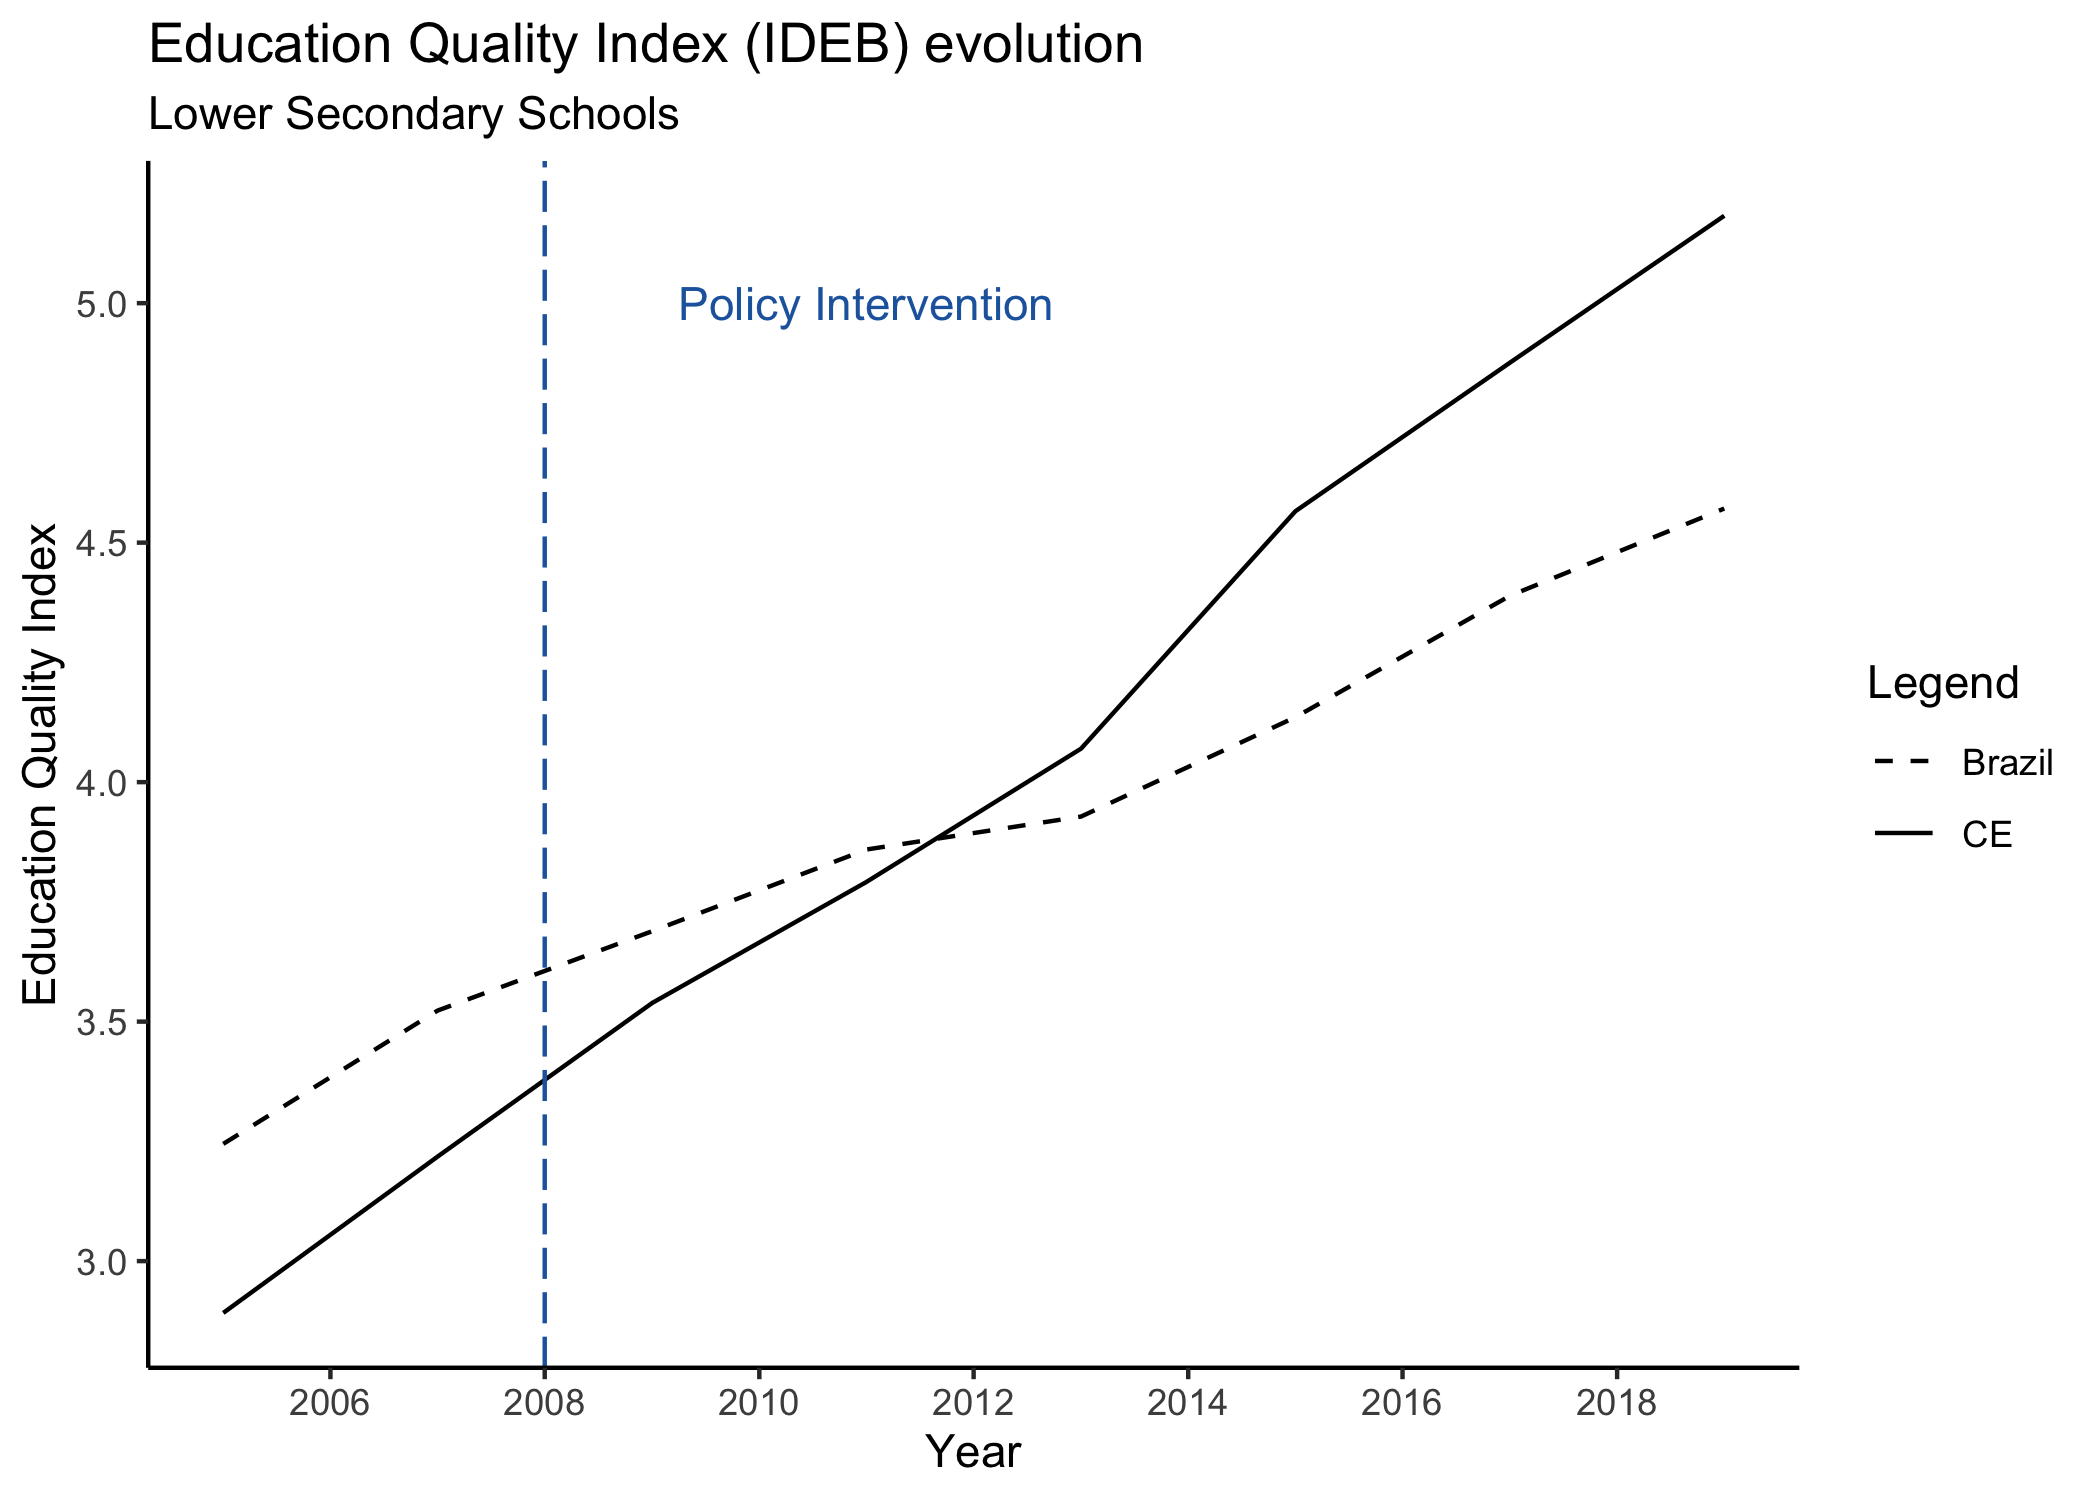 Education Quality Index (IDEB) evolution
Lower Secondary Schools
Policy Intervention
Education Quality Index
5.0
4.5
4.0
3.5
3.0
2006 2008 2010 2012 2014 2016 2018
Year
Legend
Brazil
CE